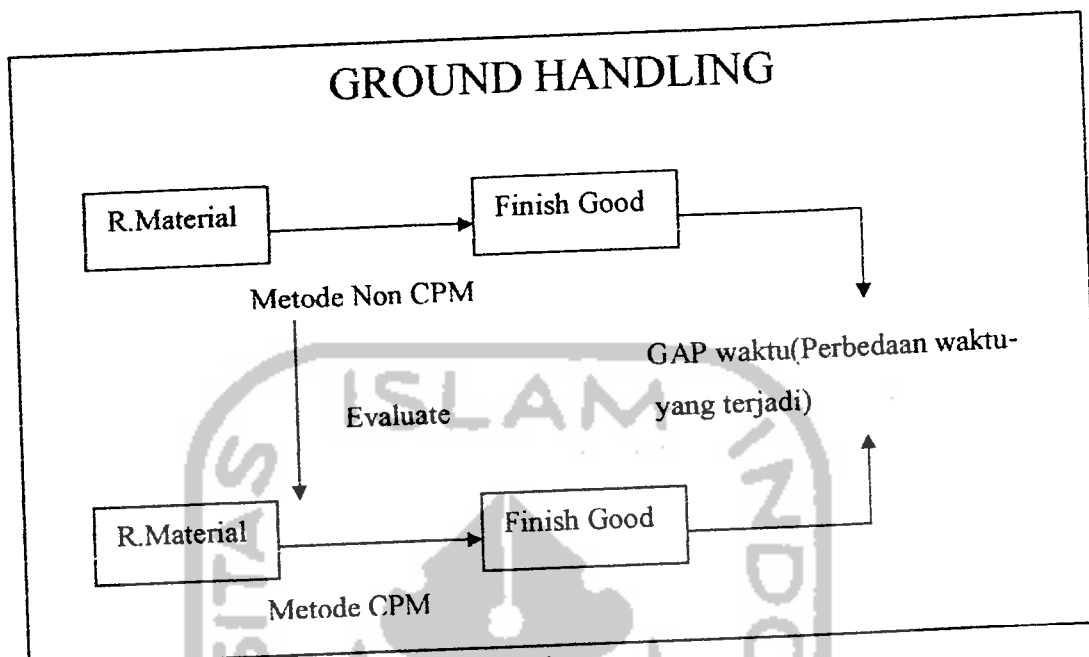 GROUND HANDLING
R.Material
Finish Good
Metode Non CPM
GAP waktu(Perbedaan waktu-
yang terjadi)
Evaluate
ISLAM
R.Material
Finish Good
Metode CPM